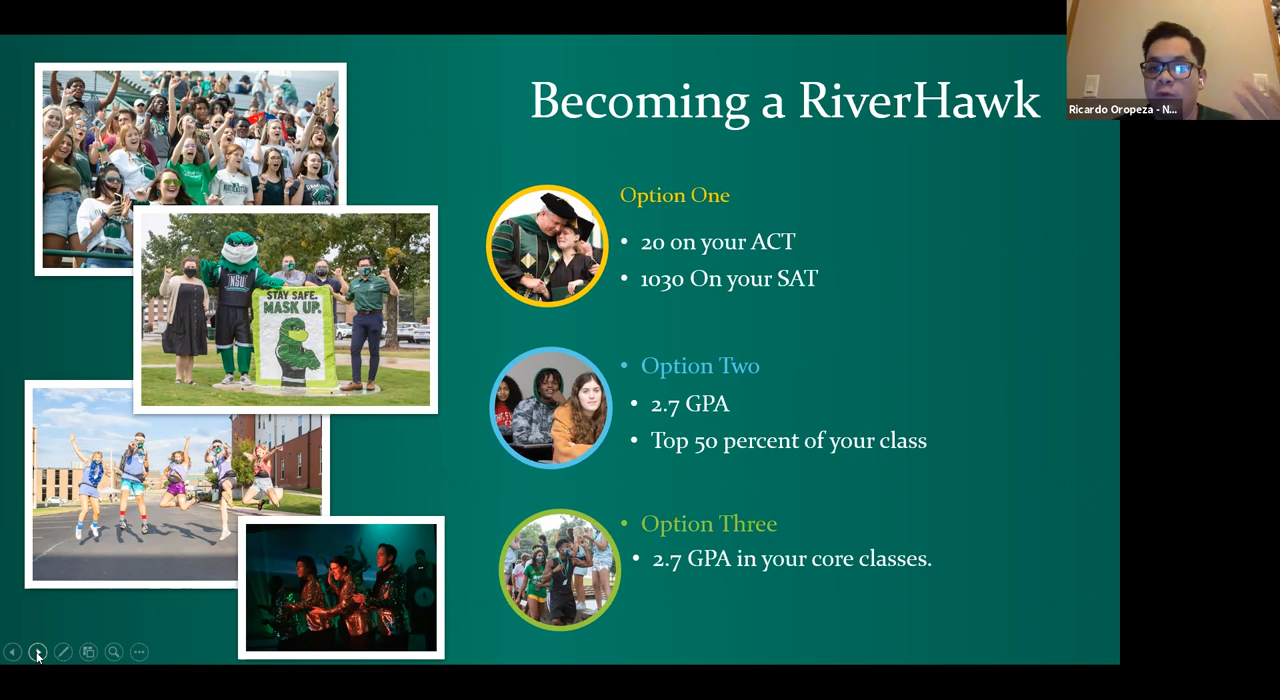 Becoming a RiverHawk
Ricardo Oropeza - N...
Option One
• 20 on your ACT
• 1030 On your SAT
NSU
STAY SAFE.
MASK UP.
• Option Two
• 2.7 GPA
• Top 50 percent of your class
• Option Three
• 2.7 GPA in your core classes.